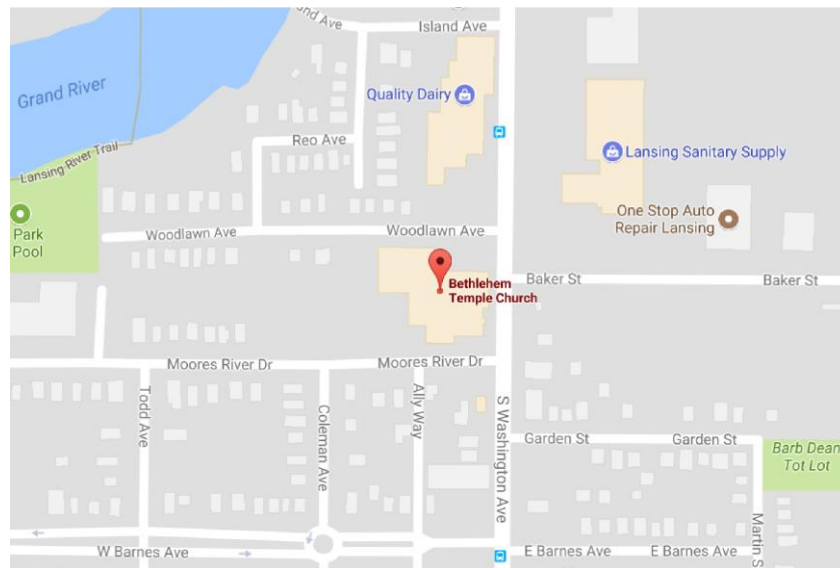 and Ave
Island Ave
Grand River
Quality Dairy
Reo Ave
Lansing River Trail
Lansing Sanitary Supply
Park
Pool
Woodlawn Ave
Woodlawn Ave
One Stop Auto
Repair Lansing
Bethlehem
Temple Church
Baker St
Baker St
Moores River Dr
Moores River Dr
Todd Ave
Coleman Ave
Ally Way
S Washington Ave
Garden St
Garden St
Barb Dean
Tot Lot
Martin S
W Barnes Ave
E Barnes Ave
E Barnes Ave